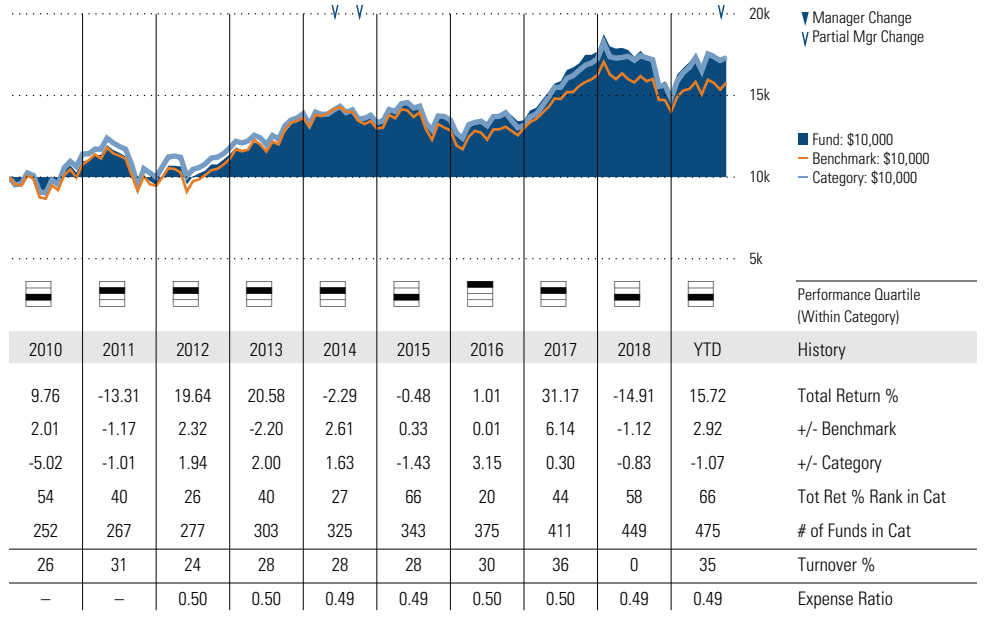 20k
Manager Change
Partial Mgr Change
15k
Fund: $10,000
Benchmark: $10,000
10k
Category: $10,000
5k
Performance Quartile
(Within Category)
2010 2011 2012 2013 2014 2015 2016 2017 2018 YTD History
9.76 -13.31 19.64 20.58 -2.29 -0.48 1.01 31.17 -14.91 15.72 Total Return %
2.01 -1.17 2.32 -2.20 2.61 0.33 0.01 6.14 -1.12 2.92 +/- Benchmark
-5.02 -1.01 1.94 2.00 1.63 -1.43 3.15 0.30 -0.83 -1.07 +/- Category
54 40 26 40 27 66 20 44 58 66 Tot Ret % Rank in Cat
252 267 277 303 325 343 375 411 449 475 # of Funds in Cat
26 31 24 28 28 28 30 36 0 35 Turnover %
– – 0.50 0.50 0.49 0.49 0.50 0.50 0.49 0.49 Expense Ratio